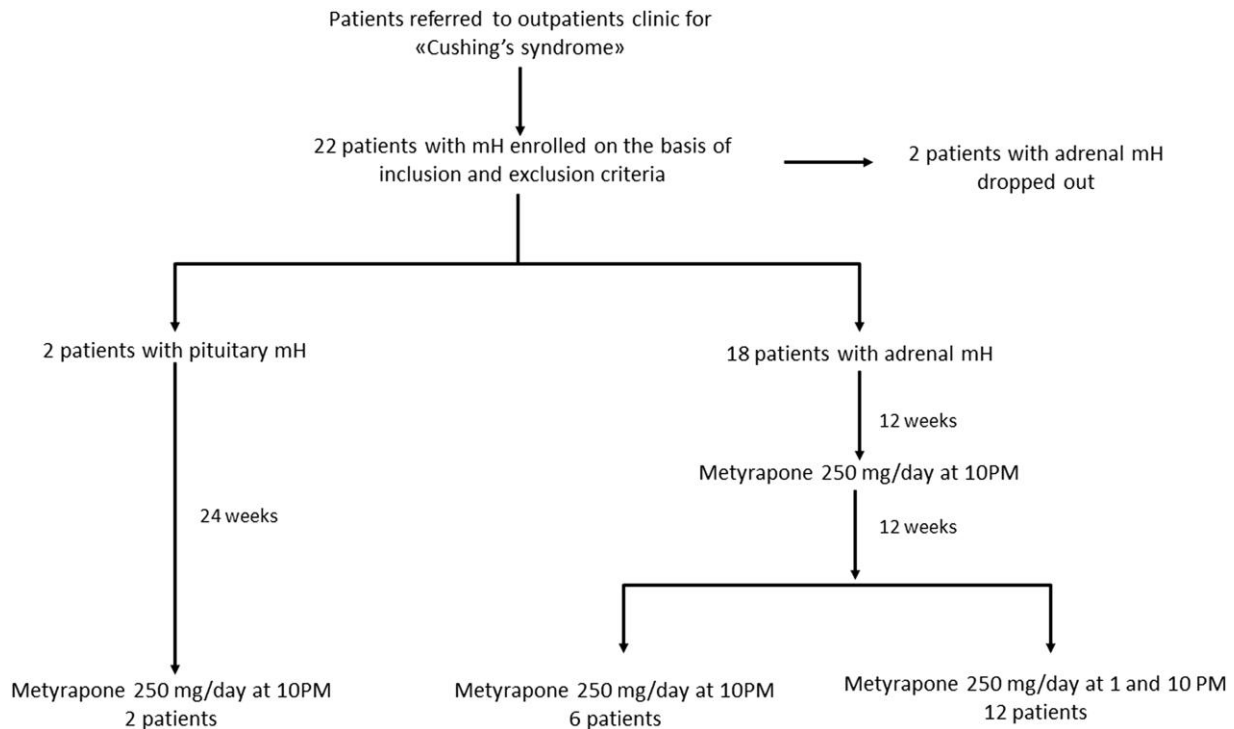 Patients referred to outpatients clinic for
«Cushing's syndrome»
22 patients with mH enrolled on the basis of
inclusion and exclusion criteria
2 patients with adrenal mH
dropped out
2 patients with pituitary mH
18 patients with adrenal mH
12 weeks
Metyrapone 250 mg/day at 10PM
24 weeks
12 weeks
Metyrapone 250 mg/day at 10PM
2 patients
Metyrapone 250 mg/day at 10PM
6 patients
Metyrapone 250 mg/day at 1 and 10 PM
12 patients